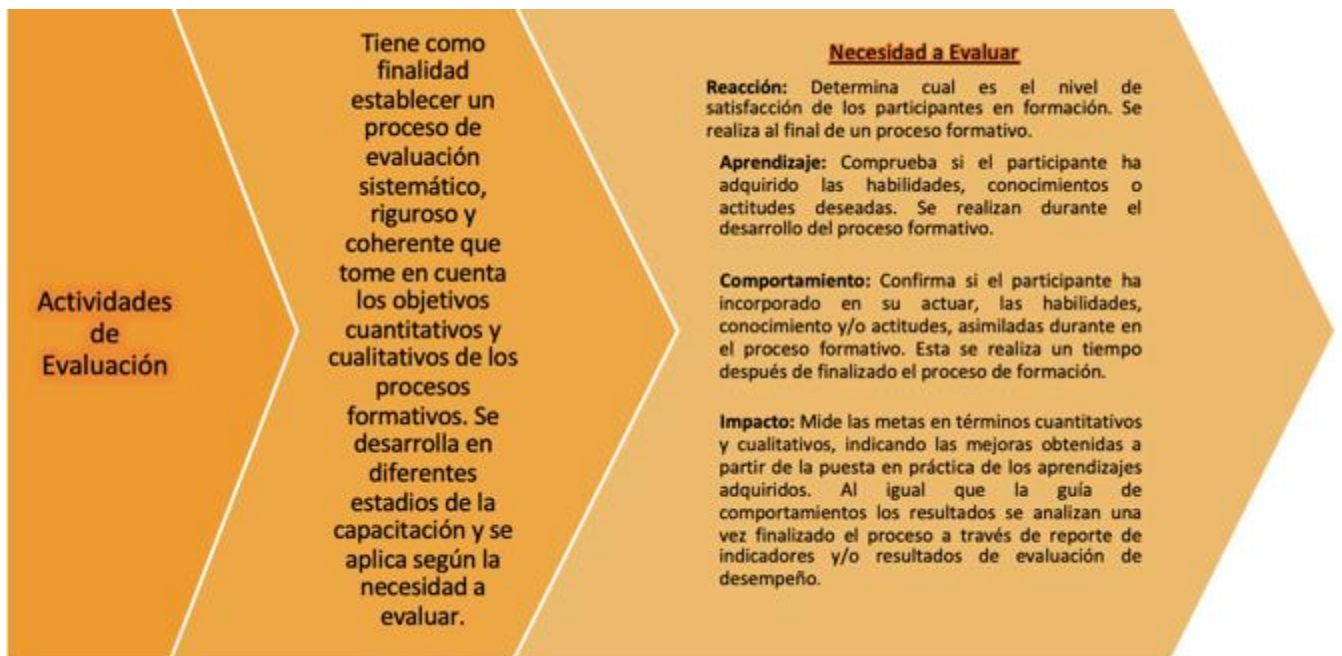 Actividades
de
Evaluación
Tiene como
finalidad
establecer un
proceso de
evaluación
sistemático,
riguroso y
coherente que
tome en cuenta
los objetivos
cuantitativos y
cualitativos de los
procesos
formativos. Se
desarrolla en
diferentes
estadios de la
capacitación y se
aplica según la
necesidad a
evaluar.
Necesidad a Evaluar
Reacción: Determina cual es el nivel de
satisfacción de los participantes en formación. Se
realiza al final de un proceso formativo.
Aprendizaje: Comprueba si el participante ha
adquirido las habilidades, conocimientos o
actitudes deseadas. Se realizan durante el
desarrollo del proceso formativo.
Comportamiento: Confirma si el participante ha
incorporado en su actuar, las habilidades,
conocimiento y/o actitudes, asimiladas durante en
el proceso formativo. Esta se realiza un tiempo
después de finalizado el proceso de formación.
Impacto: Mide las metas en términos cuantitativos
y cualitativos, indicando las mejoras obtenidas a
partir de la puesta en práctica de los aprendizajes
adquiridos. Al igual que la guía de
comportamientos los resultados se analizan una
vez finalizado el proceso a través de reporte de
indicadores y/o resultados de evaluación de
desempeño.